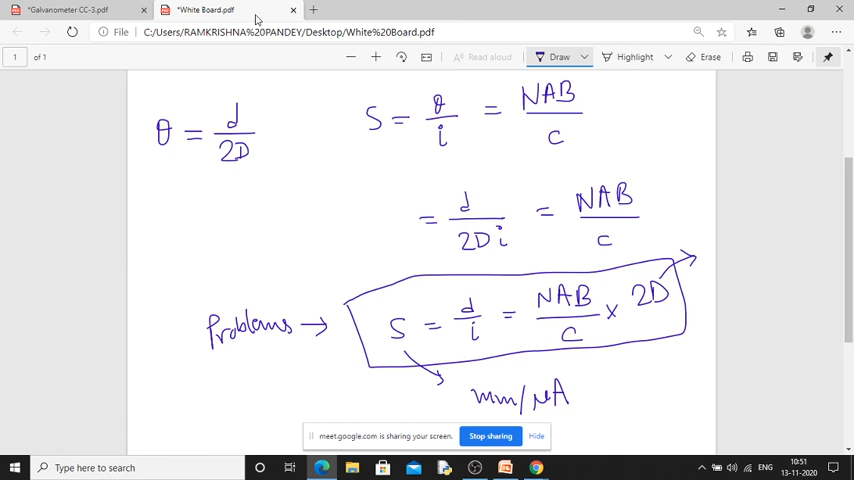 *Galvanometer CC-3.pdf
*White Board.pdf
File C:/Users/RAMKRISHNA%20PANDEY/Desktop/White%20Board.pdf
1 of 1 Read aloud Draw Highlight Erase
θ = d/2D S = θ/i = NAB/c
= d/2Di = NAB/c
Problems → S = d/i = NAB/c × 2D
mm/μA
meet.google.com is sharing your screen. Stop sharing Hide
Type here to search
ENG
10:51
13-11-2020